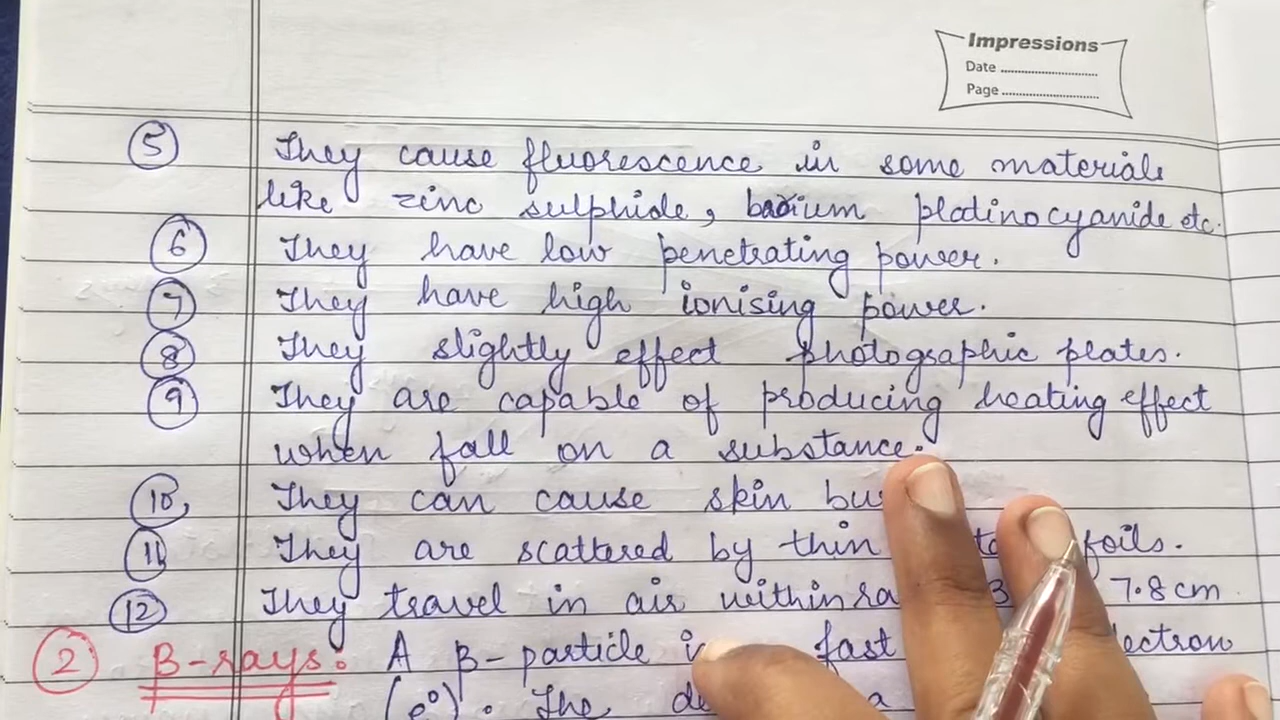 Impressions
Date
Page
5 They cause fluorescence in some materials
like zinc sulphide, barium platinocyanide etc.
6 They have low penetrating power.
7 They have high ionising power.
8 They slightly effect photographic plates.
9 They are capable of producing heating effect
when fall on a substance.
10 They can cause skin
11 They are scattered by thin foils.
12 They travel in air within 7.8 cm
2 β-rays: A β-particle fast
The a